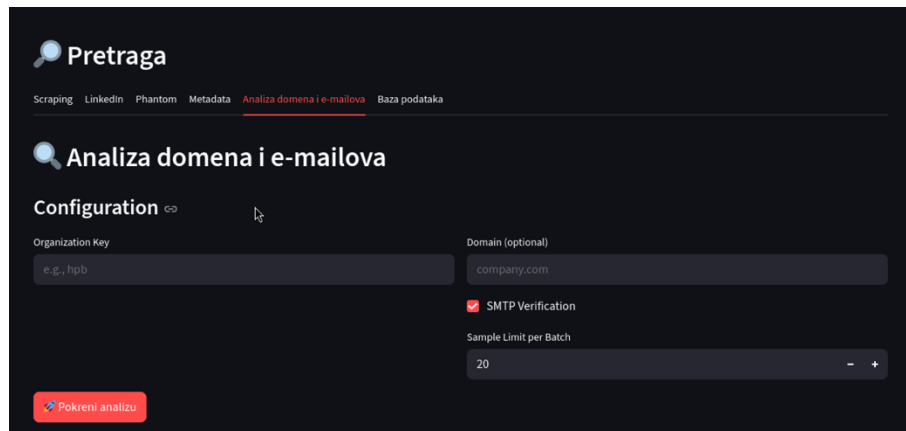 Pretraga
Scraping LinkedIn Phantom Metadata Analiza domena i e-mailova Baza podataka
Analiza domena i e-mailova
Configuration
Organization Key
e.g., hpb
Domain (optional)
company.com
SMTP Verification
Sample Limit per Batch
20 - +
Pokreni analizu